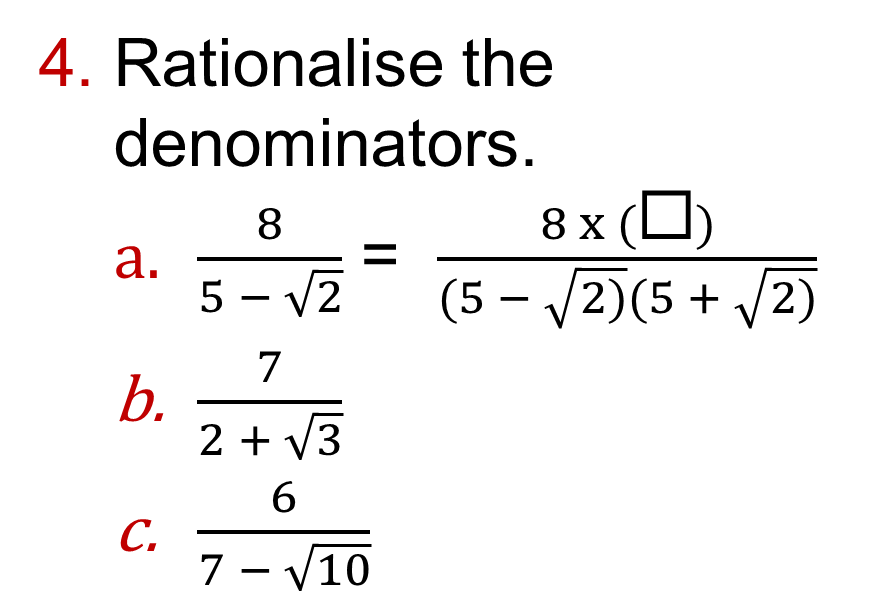 4. Rationalise the
denominators.
a. 8/(5 − √2) = 8 x (□)/((5 − √2)(5 + √2))
b. 7/(2 + √3)
c. 6/(7 − √10)